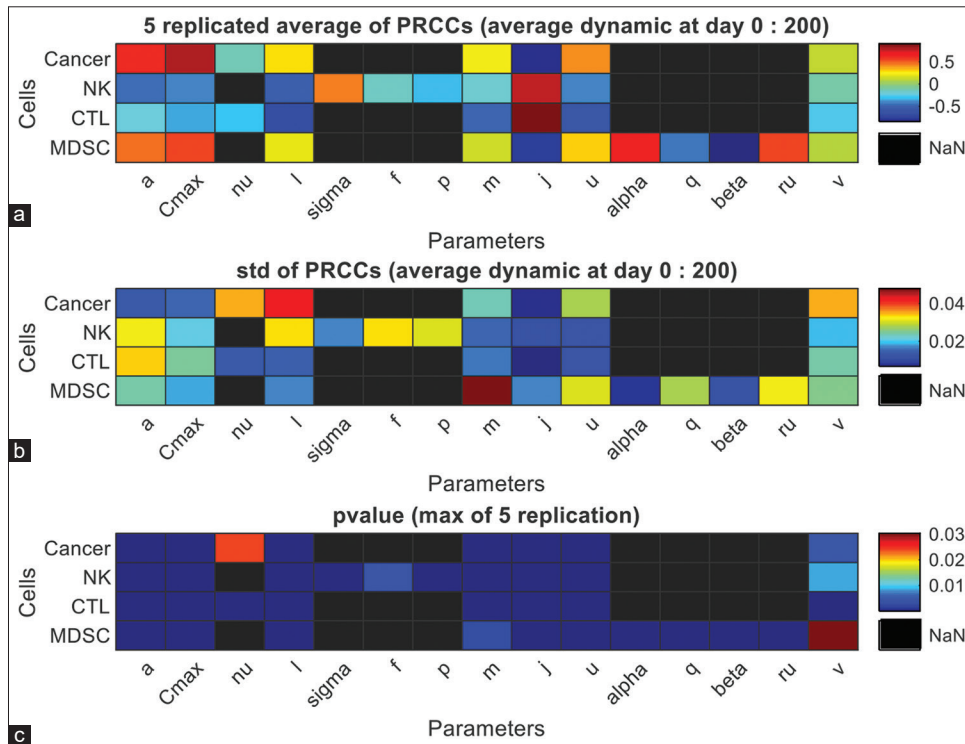 5 replicated average of PRCCs (average dynamic at day 0 : 200)
Cells
Cancer
NK
CTL
MDSC
0.5
0
-0.5
NaN
a Cmax nu l sigma f p m j u alpha q beta ru v
a
Parameters
std of PRCCs (average dynamic at day 0 : 200)
Cells
Cancer
NK
CTL
MDSC
0.04
0.02
NaN
a Cmax nu l sigma f p m j u alpha q beta ru v
b
Parameters
pvalue (max of 5 replication)
Cells
Cancer
NK
CTL
MDSC
0.03
0.02
0.01
NaN
a Cmax nu l sigma f p m j u alpha q beta ru v
Parameters
c